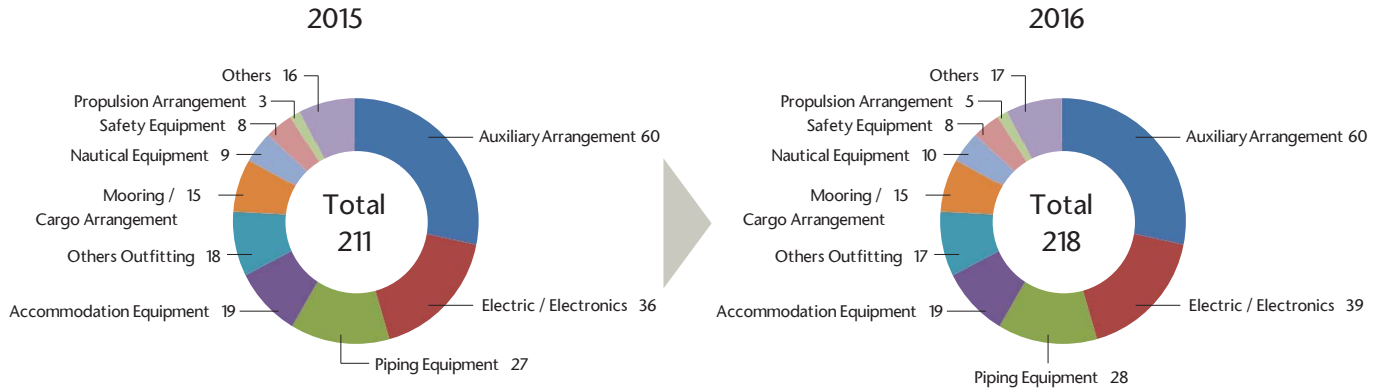 2015
Others 16
Propulsion Arrangement 3
Safety Equipment 8
Nautical Equipment 9
Mooring / 15
Cargo Arrangement
Others Outfitting 18
Accommodation Equipment 19
Piping Equipment 27
Electric / Electronics 36
Auxiliary Arrangement 60
Total
211
2016
Others 17
Propulsion Arrangement 5
Safety Equipment 8
Nautical Equipment 10
Mooring / 15
Cargo Arrangement
Others Outfitting 17
Accommodation Equipment 19
Piping Equipment 28
Electric / Electronics 39
Auxiliary Arrangement 60
Total
218